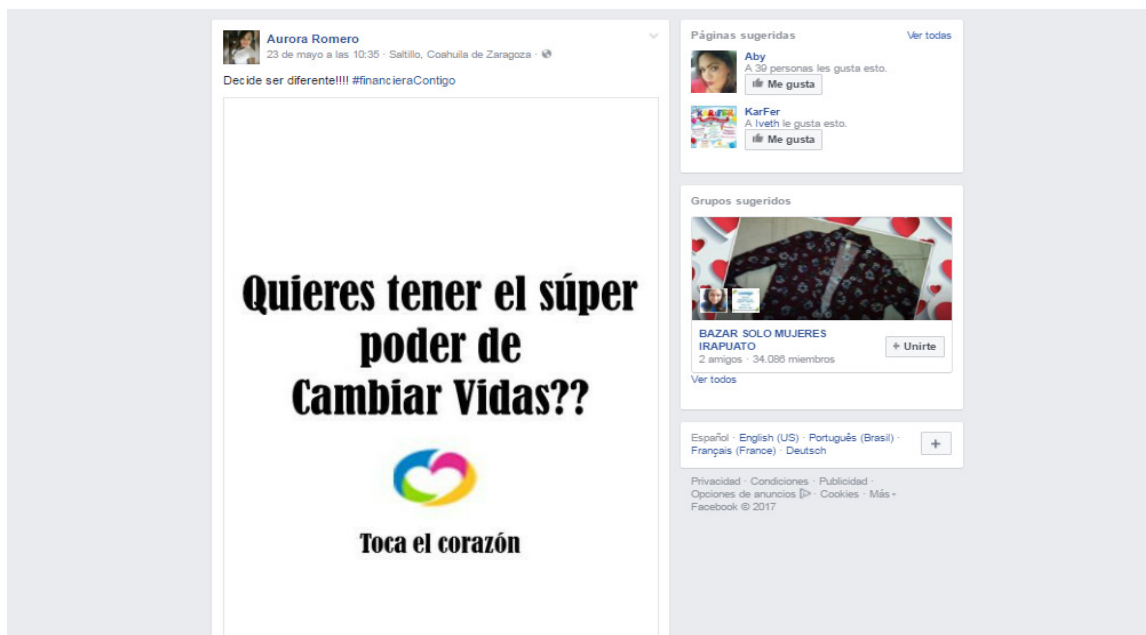 Aurora Romero
23 de mayo a las 10:35 · Saltillo, Coahuila de Zaragoza ·
Decide ser diferente!!!! #financieraContigo
Quieres tener el súper
poder de
Cambiar Vidas??
Toca el corazón
Páginas sugeridas
Ver todas
Aby
A 39 personas les gusta esto.
Me gusta
KarFer
A Iveth le gusta esto.
Me gusta
Grupos sugeridos
BAZAR SOLO MUJERES
IRAPUATO
2 amigos · 34.086 miembros
+ Unirte
Ver todos
Español · English (US) · Português (Brasil) ·
Français (France) · Deutsch
+
Privacidad · Condiciones · Publicidad ·
Opciones de anuncios · Cookies · Más
Facebook © 2017